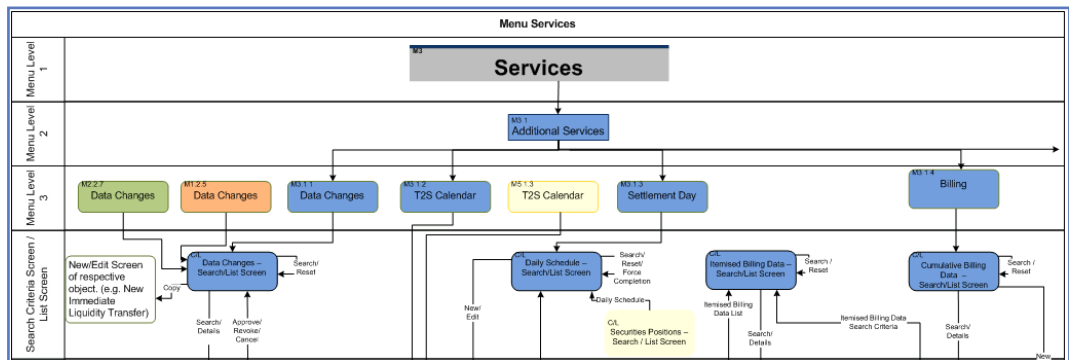 Menu Services
Menu Level
1
M3
Services
Menu Level
2
M3.1
Additional Services
Menu Level
3
M2.2.7
Data Changes
M1.2.5
Data Changes
M3.1.1
Data Changes
M3.1.2
T2S Calendar
M5.1.3
T2S Calendar
M3.1.3
Settlement Day
M3.1.4
Billing
Search Criteria Screen /
List Screen
New/Edit Screen
of respective
object. (e.g. New
Immediate
Liquidity Transfer)
Copy
C/L
Data Changes –
Search/List Screen
Search/
Reset
Search/
Details
Approve/
Revoke/
Cancel
C/L
Daily Schedule –
Search/List Screen
Search/
Reset/
Force
Completion
New/
Edit
Daily Schedule
C/L
Securities Positions –
Search / List Screen
C/L
Itemised Billing Data –
Search/List Screen
Search
/ Reset
Itemised Billing
Data List
Search/
Details
Itemised Billing Data
Search Criteria
C/L
Cumulative Billing
Data –
Search/List Screen
Search /
Reset
Search/
Details
New